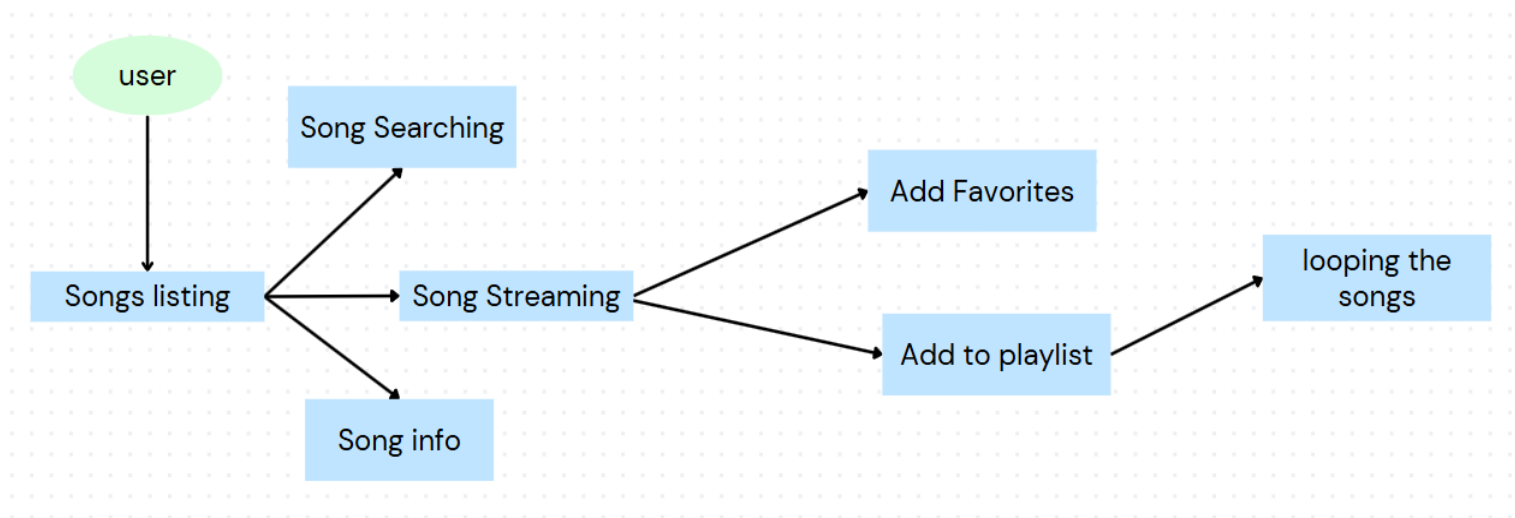 user
Song Searching
Add Favorites
looping the
songs
Songs listing
Song Streaming
Add to playlist
Song info